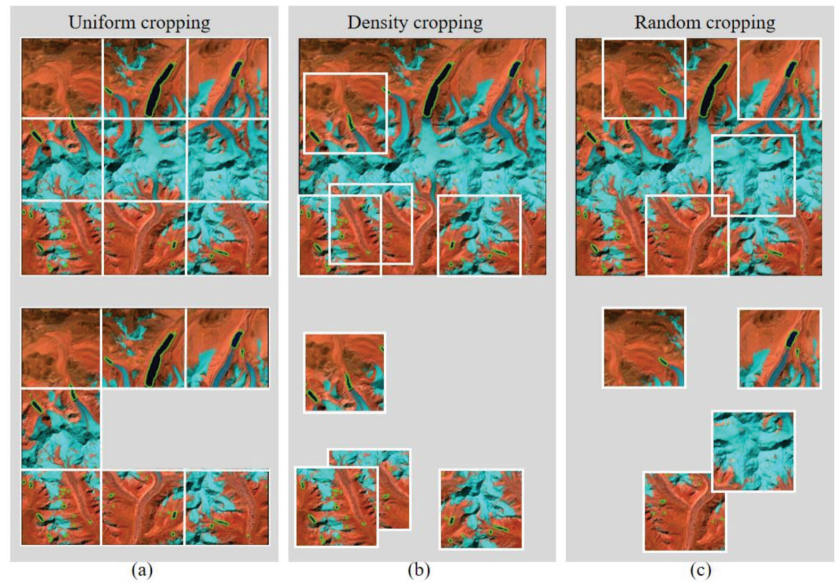 Uniform cropping
Density cropping
Random cropping
(a)
(b)
(c)